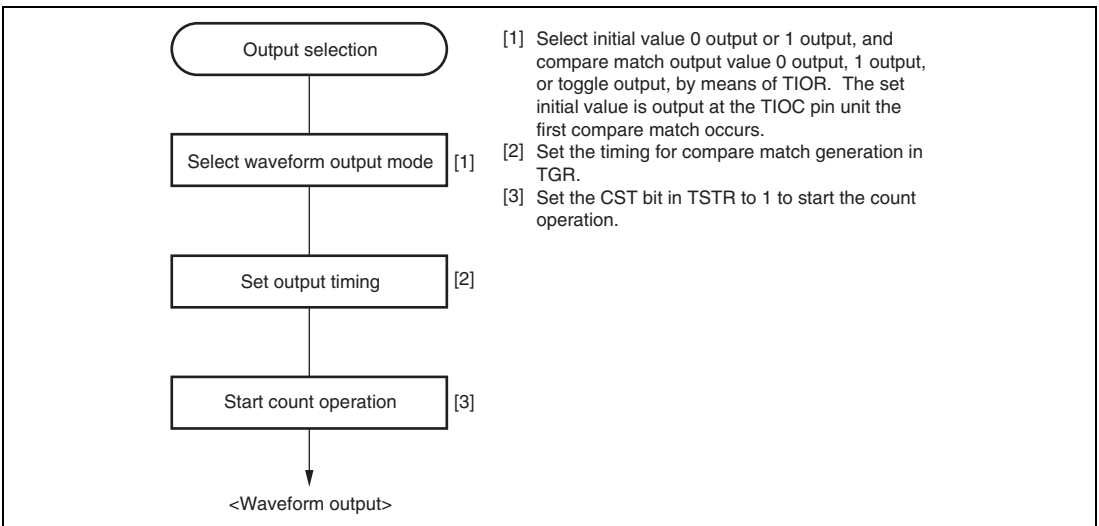 Output selection
Select waveform output mode [1]
Set output timing [2]
Start count operation [3]
<Waveform output>
[1] Select initial value 0 output or 1 output, and
compare match output value 0 output, 1 output,
or toggle output, by means of TIOR. The set
initial value is output at the TIOC pin unit the
first compare match occurs.
[2] Set the timing for compare match generation in
TGR.
[3] Set the CST bit in TSTR to 1 to start the count
operation.